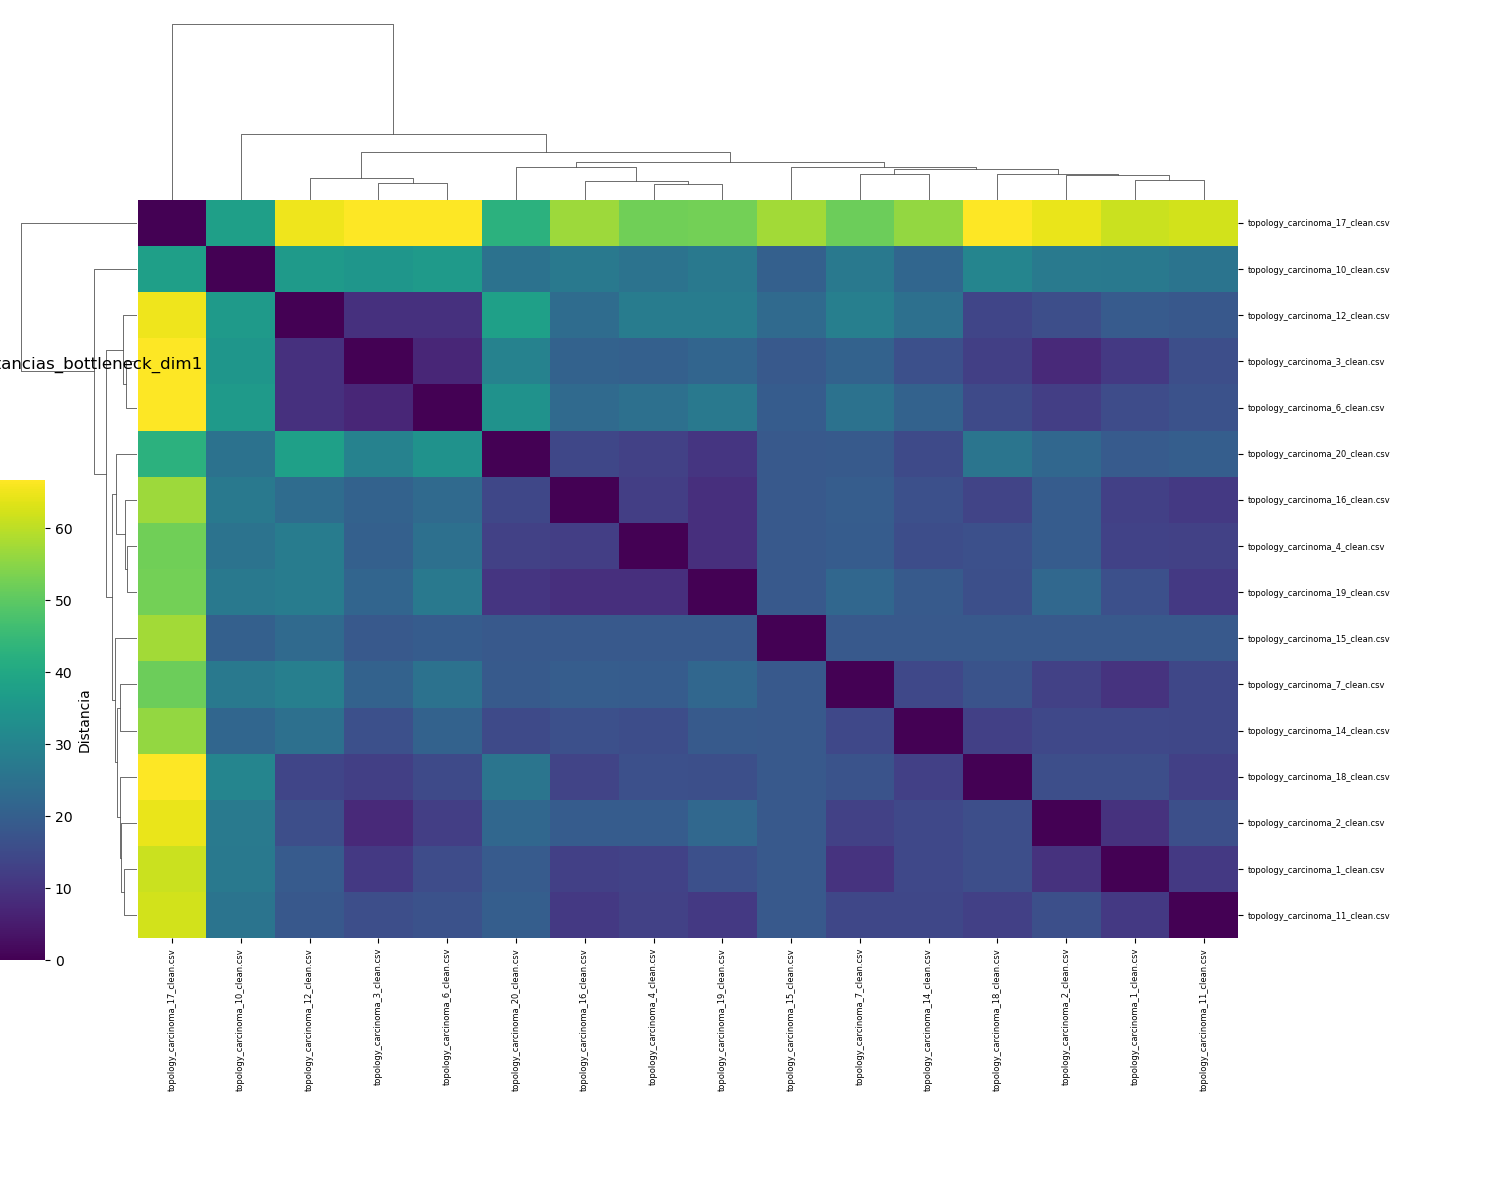 topology_carcinoma_17_clean.csv
topology_carcinoma_10_clean.csv
topology_carcinoma_12_clean.csv
tancias_bottleneck_dim1
topology_carcinoma_3_clean.csv
topology_carcinoma_6_clean.csv
topology_carcinoma_20_clean.csv
topology_carcinoma_16_clean.csv
topology_carcinoma_4_clean.csv
topology_carcinoma_19_clean.csv
topology_carcinoma_15_clean.csv
topology_carcinoma_7_clean.csv
topology_carcinoma_14_clean.csv
topology_carcinoma_18_clean.csv
topology_carcinoma_2_clean.csv
topology_carcinoma_1_clean.csv
topology_carcinoma_11_clean.csv
60
50
40
30
20
10
0
Distancia
topology_carcinoma_17_clean.csv
topology_carcinoma_10_clean.csv
topology_carcinoma_12_clean.csv
topology_carcinoma_3_clean.csv
topology_carcinoma_6_clean.csv
topology_carcinoma_20_clean.csv
topology_carcinoma_16_clean.csv
topology_carcinoma_4_clean.csv
topology_carcinoma_19_clean.csv
topology_carcinoma_15_clean.csv
topology_carcinoma_7_clean.csv
topology_carcinoma_14_clean.csv
topology_carcinoma_18_clean.csv
topology_carcinoma_2_clean.csv
topology_carcinoma_1_clean.csv
topology_carcinoma_11_clean.csv